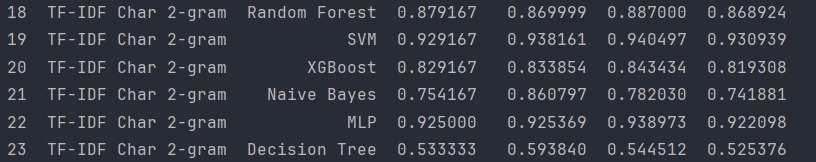 18 TF-IDF Char 2-gram Random Forest 0.879167 0.869999 0.887000 0.868924
19 TF-IDF Char 2-gram SVM 0.929167 0.938161 0.940497 0.930939
20 TF-IDF Char 2-gram XGBoost 0.829167 0.833854 0.843434 0.819308
21 TF-IDF Char 2-gram Naive Bayes 0.754167 0.860797 0.782030 0.741881
22 TF-IDF Char 2-gram MLP 0.925000 0.925369 0.938973 0.922098
23 TF-IDF Char 2-gram Decision Tree 0.533333 0.593840 0.544512 0.525376